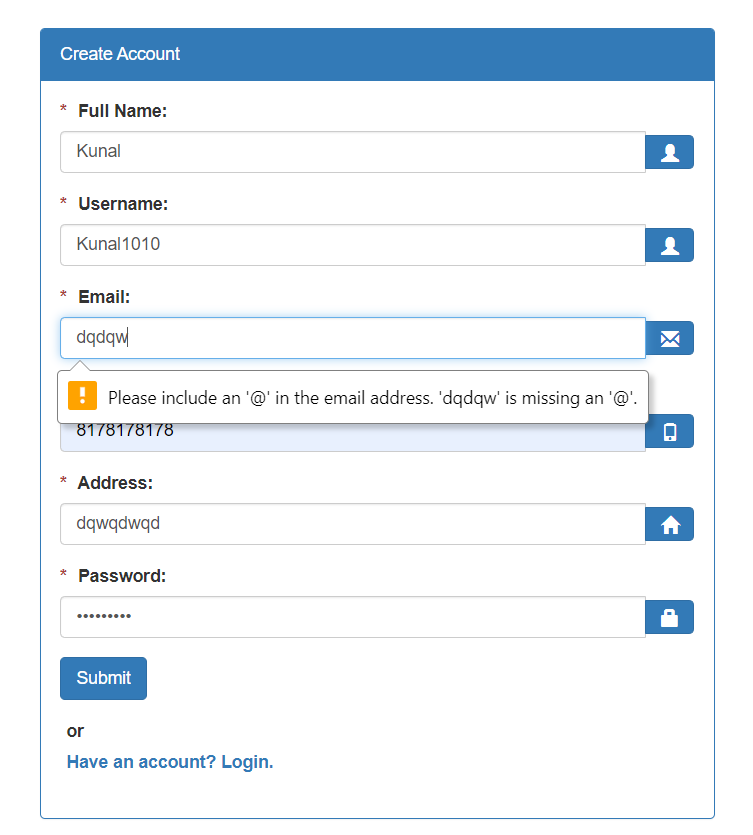 Create Account
* Full Name:
Kunal
* Username:
Kunal1010
* Email:
dqdqw
! Please include an '@' in the email address. 'dqdqw' is missing an '@'.
8178178178
* Address:
dqwqdwqd
* Password:
•••••••••
Submit
or
Have an account? Login.